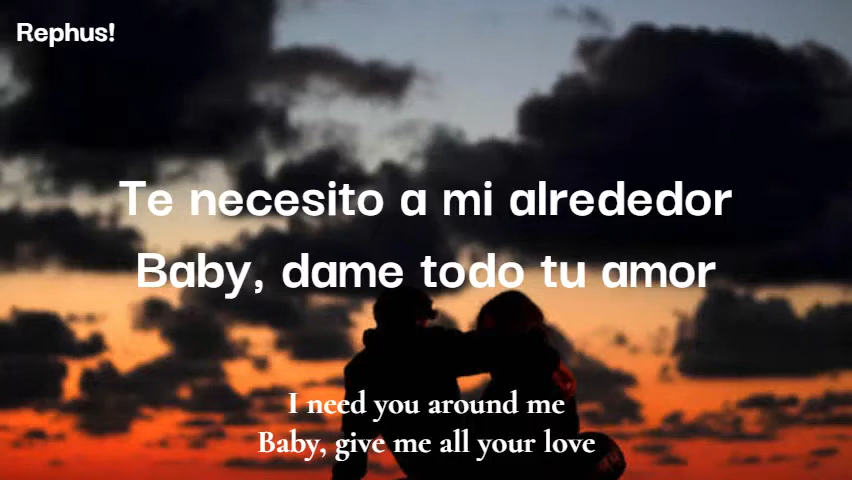 Rephus!
Te necesito a mi alrededor
Baby, dame todo tu amor
I need you around me
Baby, give me all your love